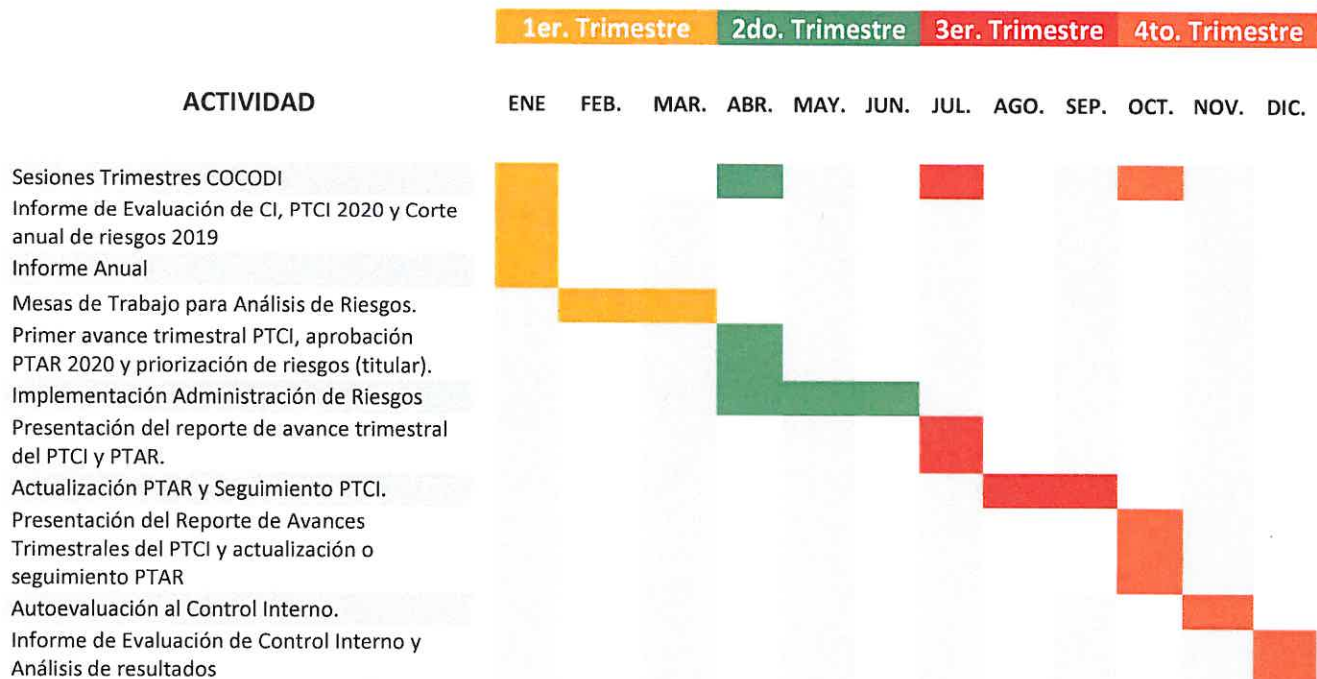 1er. Trimestre 2do. Trimestre 3er. Trimestre 4to. Trimestre
ACTIVIDAD ENE FEB. MAR. ABR. MAY. JUN. JUL. AGO. SEP. OCT. NOV. DIC.
Sesiones Trimestres COCODI
Informe de Evaluación de CI, PTCI 2020 y Corte
anual de riesgos 2019
Informe Anual
Mesas de Trabajo para Análisis de Riesgos.
Primer avance trimestral PTCI, aprobación
PTAR 2020 y priorización de riesgos (titular).
Implementación Administración de Riesgos
Presentación del reporte de avance trimestral
del PTCI y PTAR.
Actualización PTAR y Seguimiento PTCI.
Presentación del Reporte de Avances
Trimestrales del PTCI y actualización o
seguimiento PTAR
Autoevaluación al Control Interno.
Informe de Evaluación de Control Interno y
Análisis de resultados